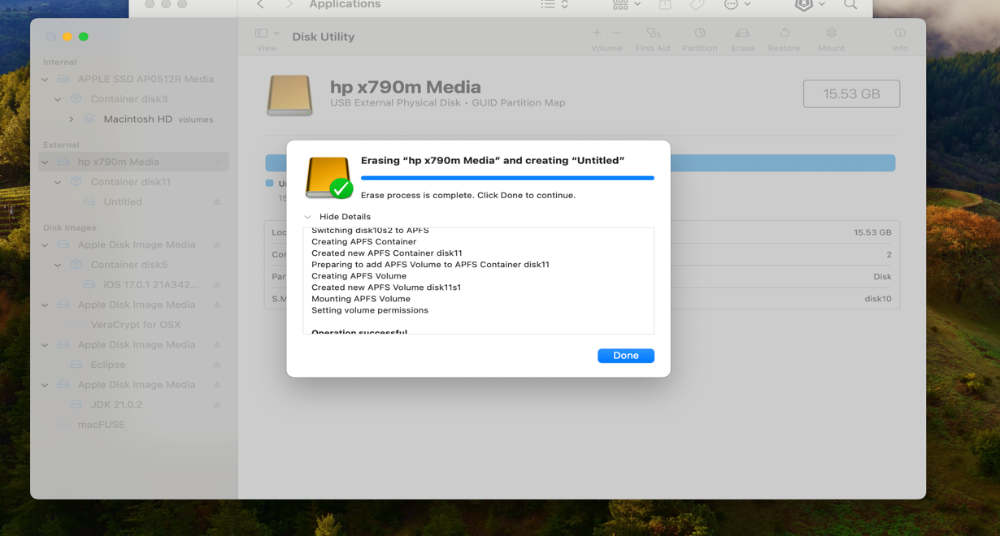 Applications
Disk Utility
View
Volume
First Aid
Partition
Erase
Restore
Mount
Info
Internal
APPLE SSD AP0512R Media
Container disk3
Macintosh HD volumes
External
hp x790m Media
Container disk11
Untitled
Disk Images
Apple Disk Image Media
Container disk5
iOS 17.0.1 21A342...
Apple Disk Image Media
VeraCrypt for OSX
Apple Disk Image Media
Eclipse
Apple Disk Image Media
JDK 21.0.2
macFUSE
hp x790m Media
USB External Physical Disk • GUID Partition Map
15.53 GB
15.53 GB
2
Disk
disk10
Erasing “hp x790m Media” and creating “Untitled”
Erase process is complete. Click Done to continue.
Hide Details
Switching disk10s2 to APFS
Creating APFS Container
Created new APFS Container disk11
Preparing to add APFS Volume to APFS Container disk11
Creating APFS Volume
Created new APFS Volume disk11s1
Mounting APFS Volume
Setting volume permissions
Operation successful.
Done